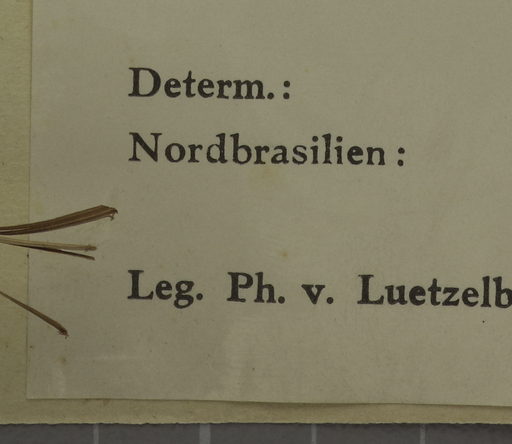 Determ.:
Nordbrasilien:
Leg. Ph. v. Luetzelb